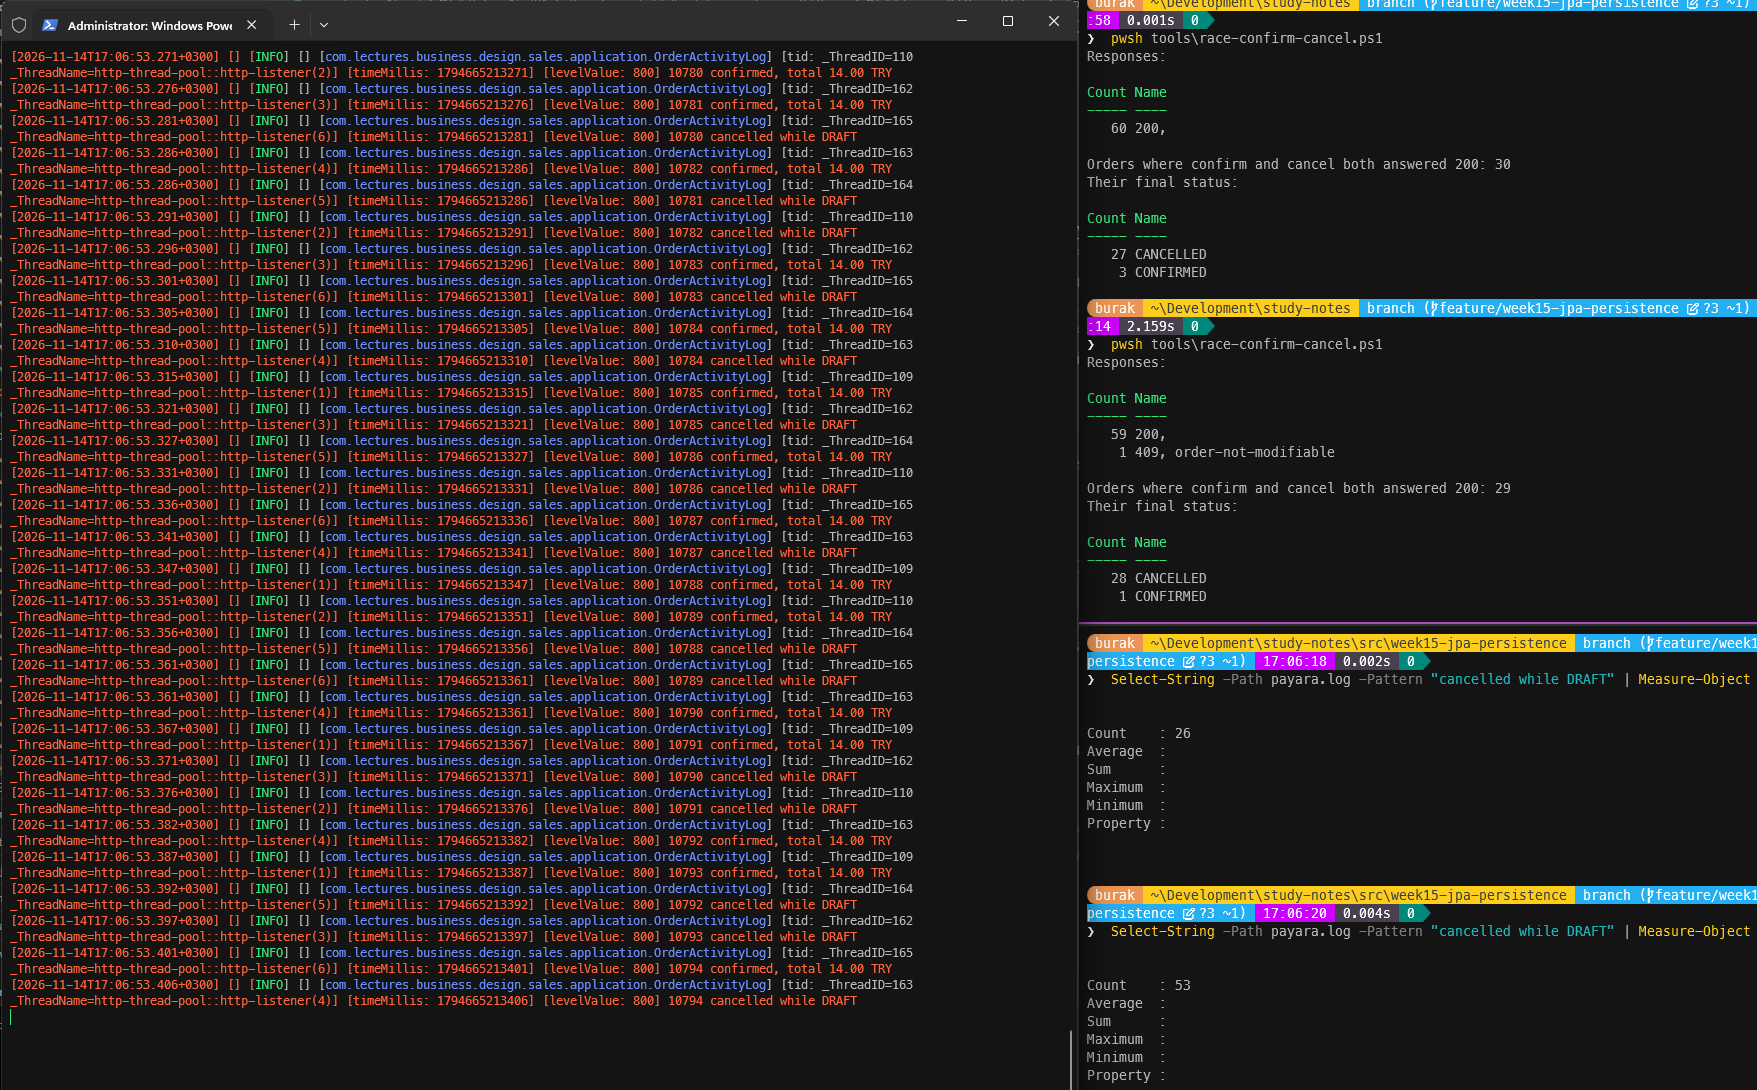 Administrator: Windows Powe
[2026-11-14T17:06:53.271+0300] [] [INFO] [] [com.lectures.business.design.sales.application.OrderActivityLog] [tid: _ThreadID=110
_ThreadName=http-thread-pool::http-listener(2)] [timeMillis: 1794665213271] [levelValue: 800] 10780 confirmed, total 14.00 TRY
[2026-11-14T17:06:53.276+0300] [] [INFO] [] [com.lectures.business.design.sales.application.OrderActivityLog] [tid: _ThreadID=162
_ThreadName=http-thread-pool::http-listener(3)] [timeMillis: 1794665213276] [levelValue: 800] 10781 confirmed, total 14.00 TRY
[2026-11-14T17:06:53.281+0300] [] [INFO] [] [com.lectures.business.design.sales.application.OrderActivityLog] [tid: _ThreadID=165
_ThreadName=http-thread-pool::http-listener(6)] [timeMillis: 1794665213281] [levelValue: 800] 10780 cancelled while DRAFT
[2026-11-14T17:06:53.286+0300] [] [INFO] [] [com.lectures.business.design.sales.application.OrderActivityLog] [tid: _ThreadID=163
_ThreadName=http-thread-pool::http-listener(4)] [timeMillis: 1794665213286] [levelValue: 800] 10782 confirmed, total 14.00 TRY
[2026-11-14T17:06:53.286+0300] [] [INFO] [] [com.lectures.business.design.sales.application.OrderActivityLog] [tid: _ThreadID=164
_ThreadName=http-thread-pool::http-listener(5)] [timeMillis: 1794665213286] [levelValue: 800] 10781 cancelled while DRAFT
[2026-11-14T17:06:53.291+0300] [] [INFO] [] [com.lectures.business.design.sales.application.OrderActivityLog] [tid: _ThreadID=110
_ThreadName=http-thread-pool::http-listener(2)] [timeMillis: 1794665213291] [levelValue: 800] 10782 cancelled while DRAFT
[2026-11-14T17:06:53.296+0300] [] [INFO] [] [com.lectures.business.design.sales.application.OrderActivityLog] [tid: _ThreadID=162
_ThreadName=http-thread-pool::http-listener(3)] [timeMillis: 1794665213296] [levelValue: 800] 10783 confirmed, total 14.00 TRY
[2026-11-14T17:06:53.301+0300] [] [INFO] [] [com.lectures.business.design.sales.application.OrderActivityLog] [tid: _ThreadID=165
_ThreadName=http-thread-pool::http-listener(6)] [timeMillis: 1794665213301] [levelValue: 800] 10783 cancelled while DRAFT
[2026-11-14T17:06:53.305+0300] [] [INFO] [] [com.lectures.business.design.sales.application.OrderActivityLog] [tid: _ThreadID=164
_ThreadName=http-thread-pool::http-listener(5)] [timeMillis: 1794665213305] [levelValue: 800] 10784 confirmed, total 14.00 TRY
[2026-11-14T17:06:53.310+0300] [] [INFO] [] [com.lectures.business.design.sales.application.OrderActivityLog] [tid: _ThreadID=163
_ThreadName=http-thread-pool::http-listener(4)] [timeMillis: 1794665213310] [levelValue: 800] 10784 cancelled while DRAFT
[2026-11-14T17:06:53.315+0300] [] [INFO] [] [com.lectures.business.design.sales.application.OrderActivityLog] [tid: _ThreadID=109
_ThreadName=http-thread-pool::http-listener(1)] [timeMillis: 1794665213315] [levelValue: 800] 10785 confirmed, total 14.00 TRY
[2026-11-14T17:06:53.321+0300] [] [INFO] [] [com.lectures.business.design.sales.application.OrderActivityLog] [tid: _ThreadID=162
_ThreadName=http-thread-pool::http-listener(3)] [timeMillis: 1794665213321] [levelValue: 800] 10785 cancelled while DRAFT
[2026-11-14T17:06:53.327+0300] [] [INFO] [] [com.lectures.business.design.sales.application.OrderActivityLog] [tid: _ThreadID=164
_ThreadName=http-thread-pool::http-listener(5)] [timeMillis: 1794665213327] [levelValue: 800] 10786 confirmed, total 14.00 TRY
[2026-11-14T17:06:53.331+0300] [] [INFO] [] [com.lectures.business.design.sales.application.OrderActivityLog] [tid: _ThreadID=110
_ThreadName=http-thread-pool::http-listener(2)] [timeMillis: 1794665213331] [levelValue: 800] 10786 cancelled while DRAFT
[2026-11-14T17:06:53.336+0300] [] [INFO] [] [com.lectures.business.design.sales.application.OrderActivityLog] [tid: _ThreadID=165
_ThreadName=http-thread-pool::http-listener(6)] [timeMillis: 1794665213336] [levelValue: 800] 10787 confirmed, total 14.00 TRY
[2026-11-14T17:06:53.341+0300] [] [INFO] [] [com.lectures.business.design.sales.application.OrderActivityLog] [tid: _ThreadID=163
_ThreadName=http-thread-pool::http-listener(4)] [timeMillis: 1794665213341] [levelValue: 800] 10787 cancelled while DRAFT
[2026-11-14T17:06:53.347+0300] [] [INFO] [] [com.lectures.business.design.sales.application.OrderActivityLog] [tid: _ThreadID=109
_ThreadName=http-thread-pool::http-listener(1)] [timeMillis: 1794665213347] [levelValue: 800] 10788 confirmed, total 14.00 TRY
[2026-11-14T17:06:53.351+0300] [] [INFO] [] [com.lectures.business.design.sales.application.OrderActivityLog] [tid: _ThreadID=110
_ThreadName=http-thread-pool::http-listener(2)] [timeMillis: 1794665213351] [levelValue: 800] 10789 confirmed, total 14.00 TRY
[2026-11-14T17:06:53.356+0300] [] [INFO] [] [com.lectures.business.design.sales.application.OrderActivityLog] [tid: _ThreadID=164
_ThreadName=http-thread-pool::http-listener(5)] [timeMillis: 1794665213356] [levelValue: 800] 10788 cancelled while DRAFT
[2026-11-14T17:06:53.361+0300] [] [INFO] [] [com.lectures.business.design.sales.application.OrderActivityLog] [tid: _ThreadID=165
_ThreadName=http-thread-pool::http-listener(6)] [timeMillis: 1794665213361] [levelValue: 800] 10789 cancelled while DRAFT
[2026-11-14T17:06:53.361+0300] [] [INFO] [] [com.lectures.business.design.sales.application.OrderActivityLog] [tid: _ThreadID=163
_ThreadName=http-thread-pool::http-listener(4)] [timeMillis: 1794665213361] [levelValue: 800] 10790 confirmed, total 14.00 TRY
[2026-11-14T17:06:53.367+0300] [] [INFO] [] [com.lectures.business.design.sales.application.OrderActivityLog] [tid: _ThreadID=109
_ThreadName=http-thread-pool::http-listener(1)] [timeMillis: 1794665213367] [levelValue: 800] 10791 confirmed, total 14.00 TRY
[2026-11-14T17:06:53.371+0300] [] [INFO] [] [com.lectures.business.design.sales.application.OrderActivityLog] [tid: _ThreadID=162
_ThreadName=http-thread-pool::http-listener(3)] [timeMillis: 1794665213371] [levelValue: 800] 10790 cancelled while DRAFT
[2026-11-14T17:06:53.376+0300] [] [INFO] [] [com.lectures.business.design.sales.application.OrderActivityLog] [tid: _ThreadID=110
_ThreadName=http-thread-pool::http-listener(2)] [timeMillis: 1794665213376] [levelValue: 800] 10791 cancelled while DRAFT
[2026-11-14T17:06:53.382+0300] [] [INFO] [] [com.lectures.business.design.sales.application.OrderActivityLog] [tid: _ThreadID=163
_ThreadName=http-thread-pool::http-listener(4)] [timeMillis: 1794665213382] [levelValue: 800] 10792 confirmed, total 14.00 TRY
[2026-11-14T17:06:53.387+0300] [] [INFO] [] [com.lectures.business.design.sales.application.OrderActivityLog] [tid: _ThreadID=109
_ThreadName=http-thread-pool::http-listener(1)] [timeMillis: 1794665213387] [levelValue: 800] 10793 confirmed, total 14.00 TRY
[2026-11-14T17:06:53.392+0300] [] [INFO] [] [com.lectures.business.design.sales.application.OrderActivityLog] [tid: _ThreadID=164
_ThreadName=http-thread-pool::http-listener(5)] [timeMillis: 1794665213392] [levelValue: 800] 10792 cancelled while DRAFT
[2026-11-14T17:06:53.397+0300] [] [INFO] [] [com.lectures.business.design.sales.application.OrderActivityLog] [tid: _ThreadID=162
_ThreadName=http-thread-pool::http-listener(3)] [timeMillis: 1794665213397] [levelValue: 800] 10793 cancelled while DRAFT
[2026-11-14T17:06:53.401+0300] [] [INFO] [] [com.lectures.business.design.sales.application.OrderActivityLog] [tid: _ThreadID=165
_ThreadName=http-thread-pool::http-listener(6)] [timeMillis: 1794665213401] [levelValue: 800] 10794 confirmed, total 14.00 TRY
[2026-11-14T17:06:53.406+0300] [] [INFO] [] [com.lectures.business.design.sales.application.OrderActivityLog] [tid: _ThreadID=163
_ThreadName=http-thread-pool::http-listener(4)] [timeMillis: 1794665213406] [levelValue: 800] 10794 cancelled while DRAFT
burak ~\Development\study-notes branch (feature/week15-jpa-persistence ?3 ~1)
:58 0.001s 0
❯ pwsh tools\race-confirm-cancel.ps1
Responses:
Count Name
----- ----
60 200,
Orders where confirm and cancel both answered 200: 30
Their final status:
Count Name
----- ----
27 CANCELLED
3 CONFIRMED
burak ~\Development\study-notes branch (feature/week15-jpa-persistence ?3 ~1)
:14 2.159s 0
❯ pwsh tools\race-confirm-cancel.ps1
Responses:
Count Name
----- ----
59 200,
1 409, order-not-modifiable
Orders where confirm and cancel both answered 200: 29
Their final status:
Count Name
----- ----
28 CANCELLED
1 CONFIRMED
burak ~\Development\study-notes\src\week15-jpa-persistence branch (feature/week1
persistence ?3 ~1) 17:06:18 0.002s 0
❯ Select-String -Path payara.log -Pattern "cancelled while DRAFT" | Measure-Object
Count : 26
Average :
Sum :
Maximum :
Minimum :
Property :
burak ~\Development\study-notes\src\week15-jpa-persistence branch (feature/week1
persistence ?3 ~1) 17:06:20 0.004s 0
❯ Select-String -Path payara.log -Pattern "cancelled while DRAFT" | Measure-Object
Count : 53
Average :
Sum :
Maximum :
Minimum :
Property :